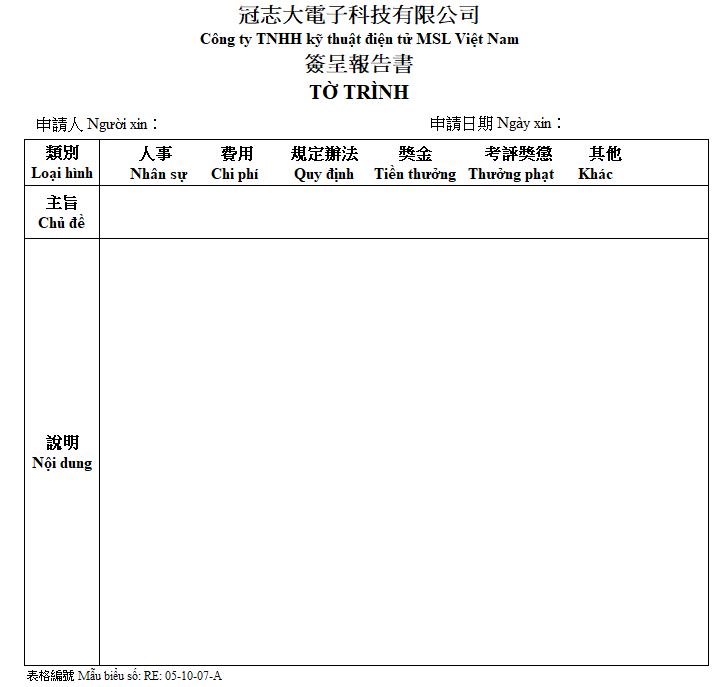 冠志大電子科技有限公司
Công ty TNHH kỹ thuật điện tử MSL Việt Nam
簽呈報告書
TỜ TRÌNH
申請人 Người xin： 申請日期 Ngày xin：
類別 人事 費用 規定辦法 獎金 考評獎懲 其他
Loại hình Nhân sự Chi phí Quy định Tiền thưởng Thưởng phạt Khác
主旨
Chủ đề
說明
Nội dung
表格編號 Mẫu biểu số: RE: 05-10-07-A